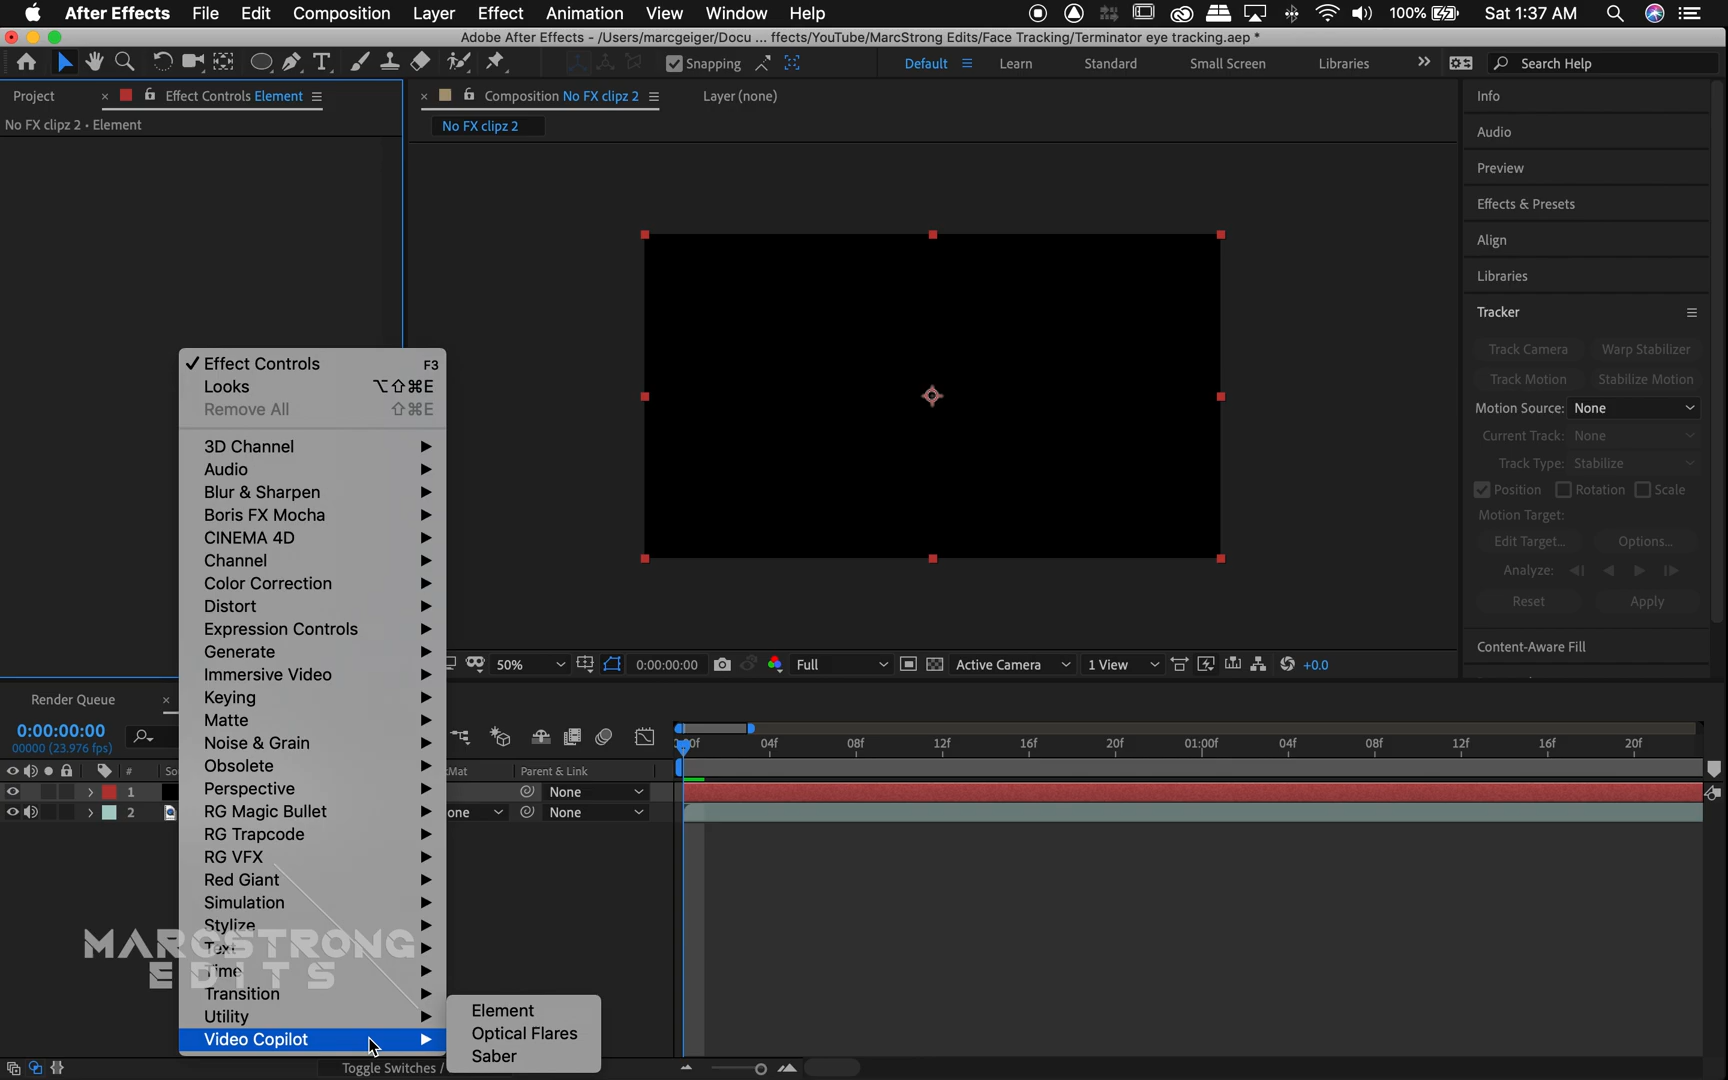 After Effects File Edit Composition Layer Effect Animation View Window Help 100% Sat 1:37 AM
Adobe After Effects - /Users/marcgeiger/Docu ... ffects/YouTube/MarcStrong Edits/Face Tracking/Terminator eye tracking.aep *
Snapping Default Learn Standard Small Screen Libraries Search Help
Project Effect Controls Element Composition No FX clipz 2 Layer (none)
No FX clipz 2 • Element
No FX clipz 2
Info
Audio
Preview
Effects & Presets
Align
Libraries
Tracker
Track Camera Warp Stabilizer
Track Motion Stabilize Motion
Motion Source: None
Current Track: None
Track Type: Stabilize
Position Rotation Scale
Motion Target:
Edit Target... Options...
Analyze:
Reset Apply
Content-Aware Fill
Effect Controls F3
Looks ⌥⇧⌘E
Remove All ⇧⌘E
3D Channel
Audio
Blur & Sharpen
Boris FX Mocha
CINEMA 4D
Channel
Color Correction
Distort
Expression Controls
Generate
Immersive Video
Keying
Matte
Noise & Grain
Obsolete
Perspective
RG Magic Bullet
RG Trapcode
RG VFX
Red Giant
Simulation
Stylize
Text
Time
Transition
Utility
Video Copilot
Element
Optical Flares
Saber
50% 0:00:00:00 Full Active Camera 1 View +0.0
Render Queue
0:00:00:00
00000 (23.976 fps)
04f 08f 12f 16f 20f 01:00f 04f 08f 12f 16f 20f
# Parent & Link
1 None
2 None
MARCSTRONG
EDITS
Toggle Switches /